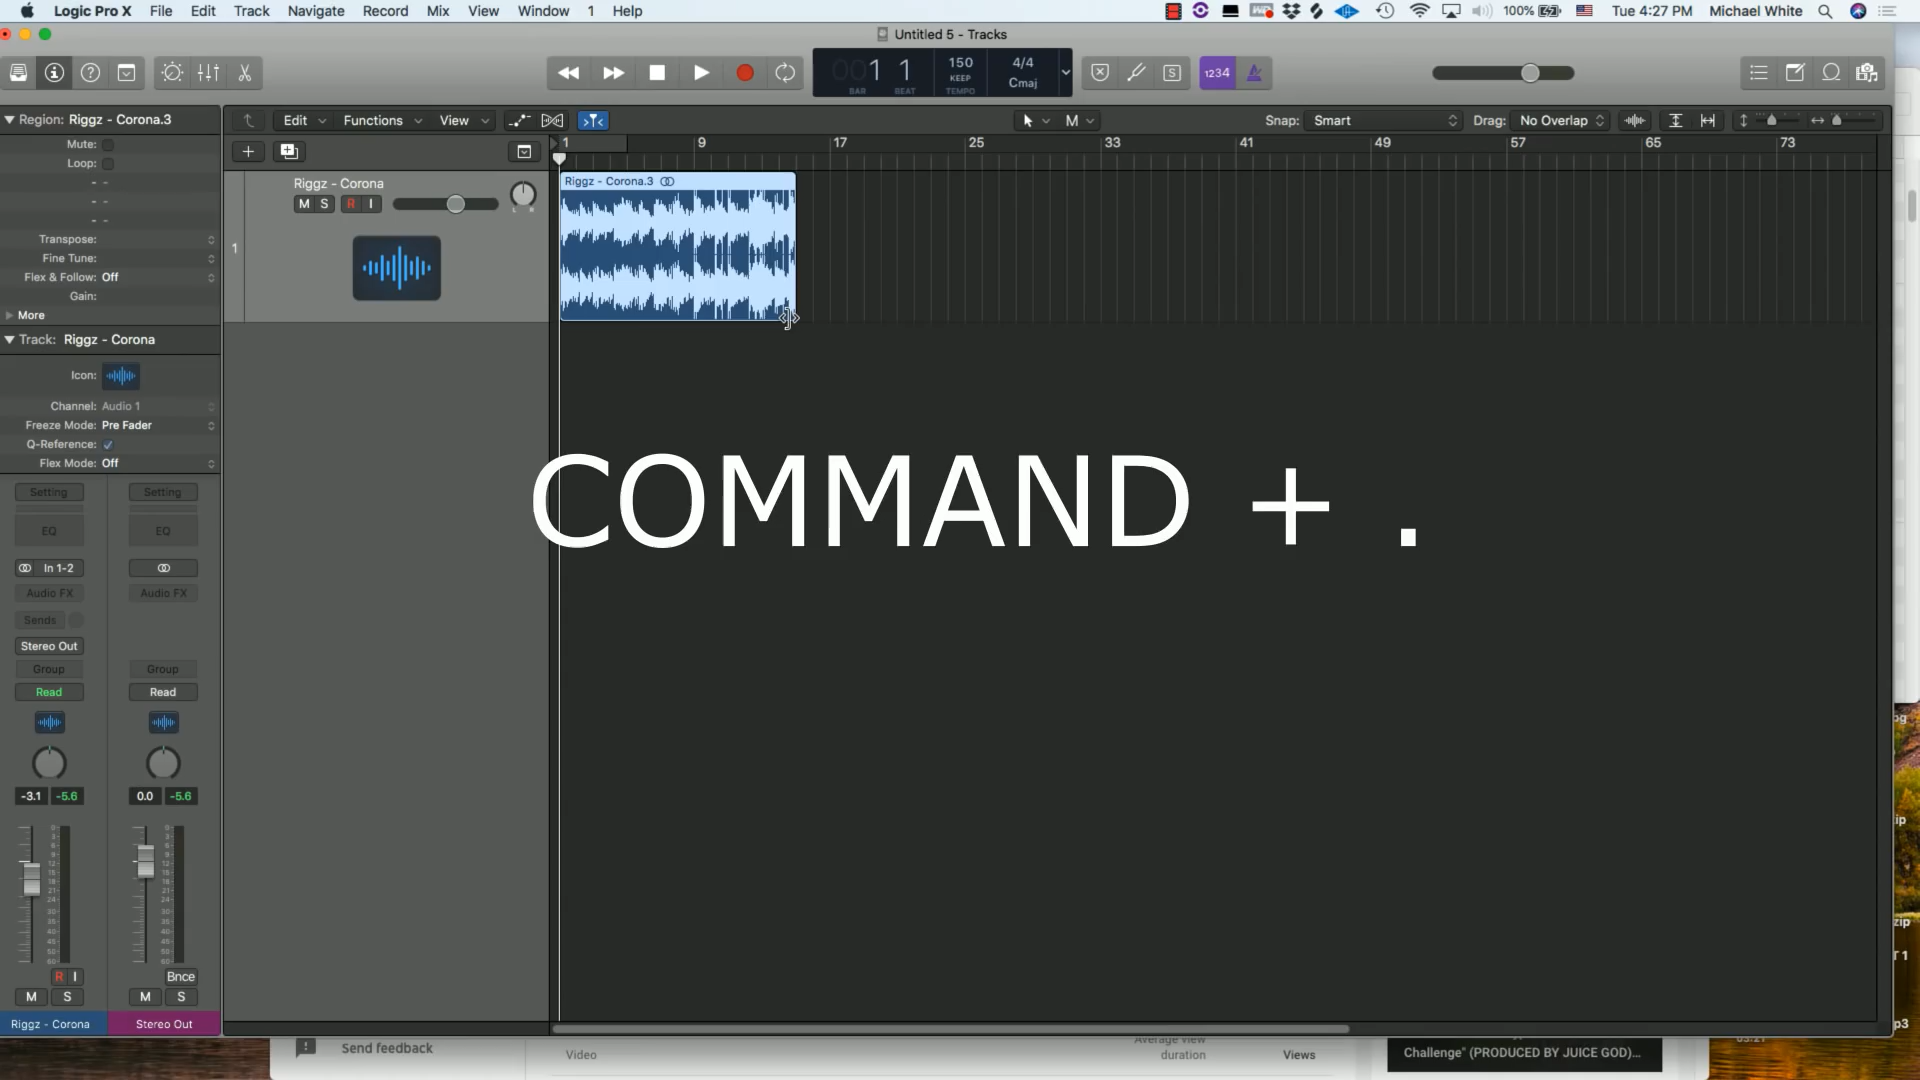 Logic Pro X File Edit Track Navigate Record Mix View Window 1 Help
100% Tue 4:27 PM Michael White
Untitled 5 - Tracks
001 1 150 4/4
KEEP Cmaj
BAR BEAT TEMPO
S 1234
Region: Riggz - Corona.3
Edit Functions View M Snap: Smart Drag: No Overlap
Mute:
Loop:
1 9 17 25 33 41 49 57 65 73
Riggz - Corona
M S R I
L R
1
Riggz - Corona.3
Transpose:
Fine Tune:
Flex & Follow: Off
Gain:
More
Track: Riggz - Corona
Icon:
Channel: Audio 1
Freeze Mode: Pre Fader
Q-Reference:
Flex Mode: Off
COMMAND + .
Setting Setting
EQ EQ
In 1-2
Audio FX Audio FX
Sends
Stereo Out
Group Group
Read Read
-3.1 -5.6 0.0 -5.6
R I Bnce
M S M S
Riggz - Corona Stereo Out
Send feedback
Video
Average view
duration
Views
Challenge" (PRODUCED BY JUICE GOD)...